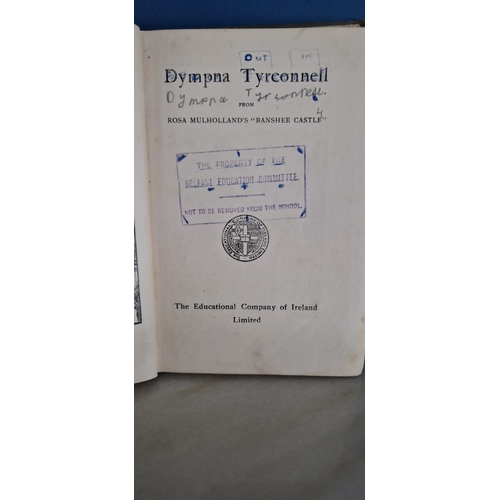 Dympna Tyrconnell
Dympna Tyrconnell
FROM
ROSA MULHOLLAND'S "BANSHEE CASTLE"
THE PROPERTY OF THE
BELFAST EDUCATION COMMITTEE.
NOT TO BE REMOVED FROM THE SCHOOL.
The Educational Company of Ireland
Limited